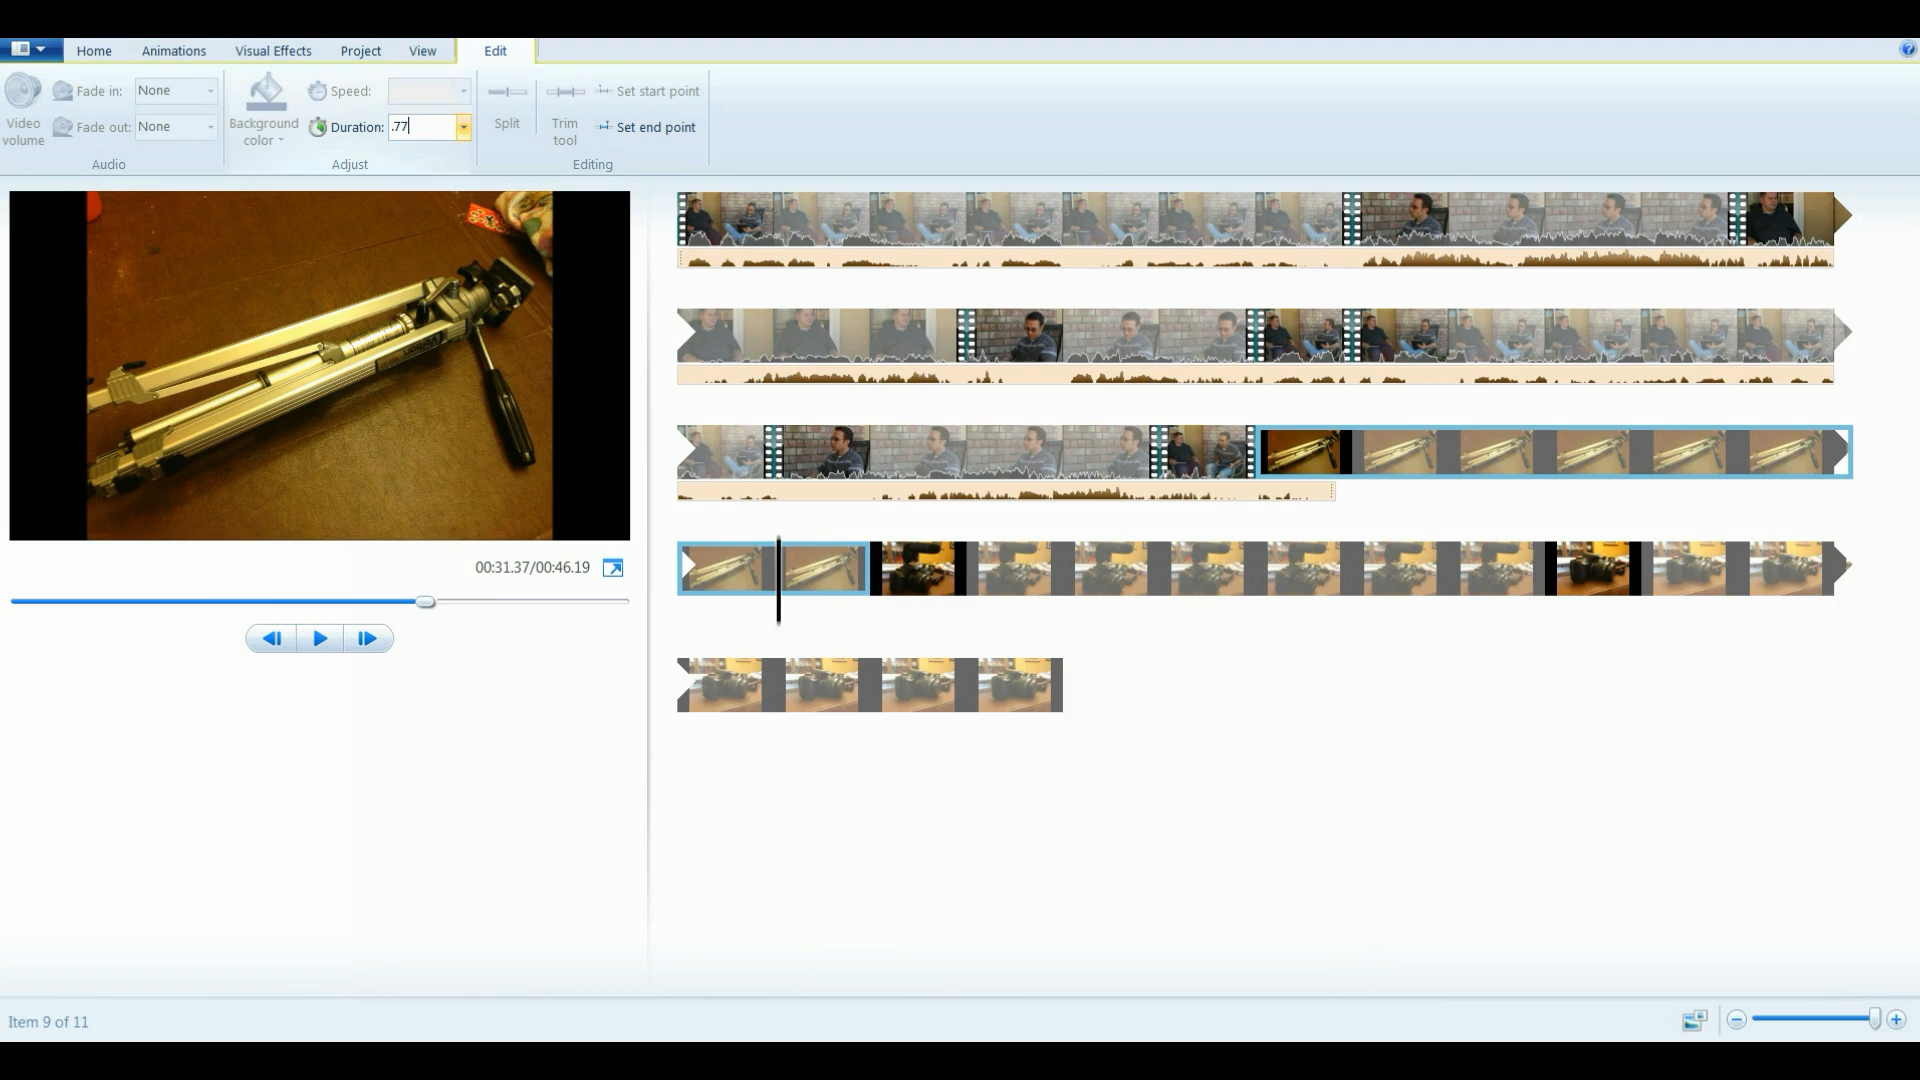 Home Animations Visual Effects Project View Edit
Fade in: None Speed: Set start point
Video volume Fade out: None Background color Duration: .77 Split Trim tool Set end point
Audio Adjust Editing
00:31.37/00:46.19
Item 9 of 11